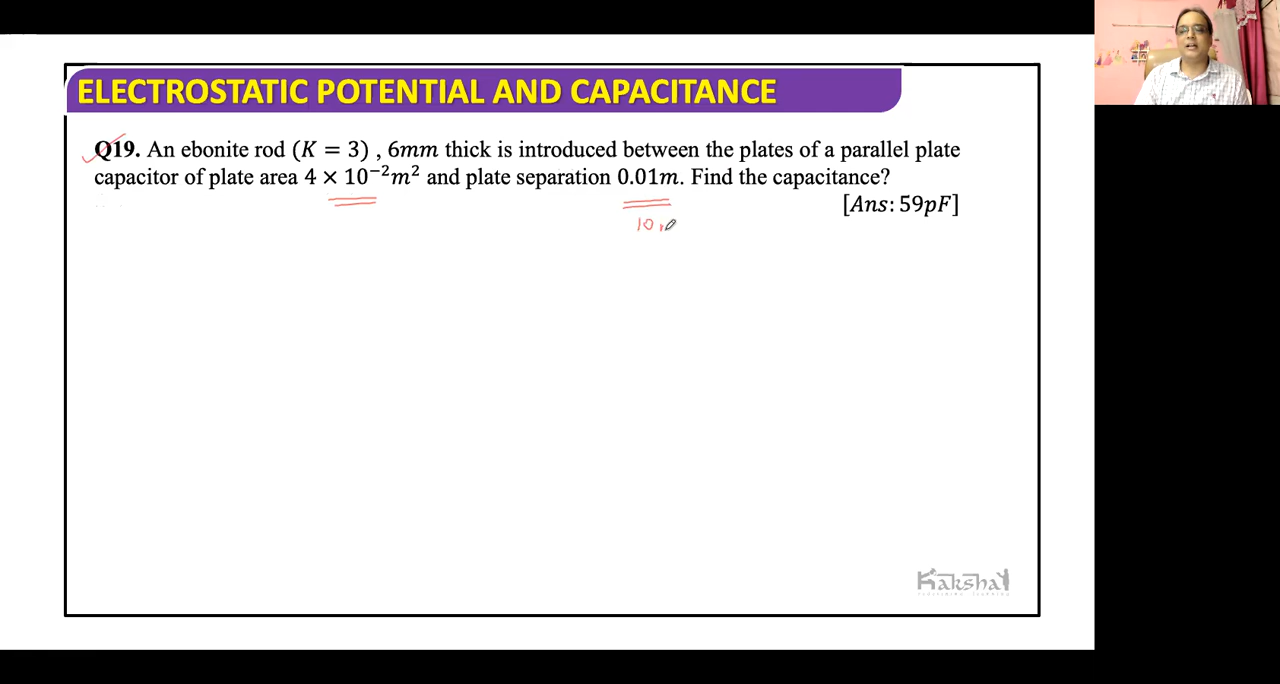 ELECTROSTATIC POTENTIAL AND CAPACITANCE
Q19. An ebonite rod (K = 3) , 6mm thick is introduced between the plates of a parallel plate
capacitor of plate area 4 × 10⁻²m² and plate separation 0.01m. Find the capacitance?
[Ans: 59pF]
10
Kaksha